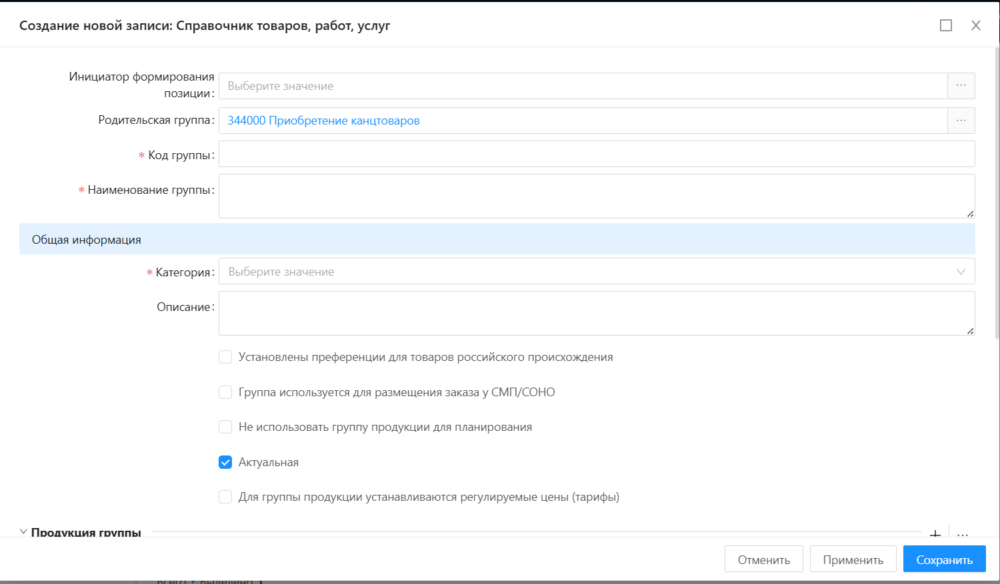 Создание новой записи: Справочник товаров, работ, услуг
Инициатор формирования
позиции:
Выберите значение
...
Родительская группа:
344000 Приобретение канцтоваров
...
* Код группы:
* Наименование группы:
Общая информация
* Категория:
Выберите значение
Описание:
Установлены преференции для товаров российского происхождения
Группа используется для размещения заказа у СМП/СОНО
Не использовать группу продукции для планирования
Актуальная
Для группы продукции устанавливаются регулируемые цены (тарифы)
Продукция группы
+ ...
Отменить
Применить
Сохранить